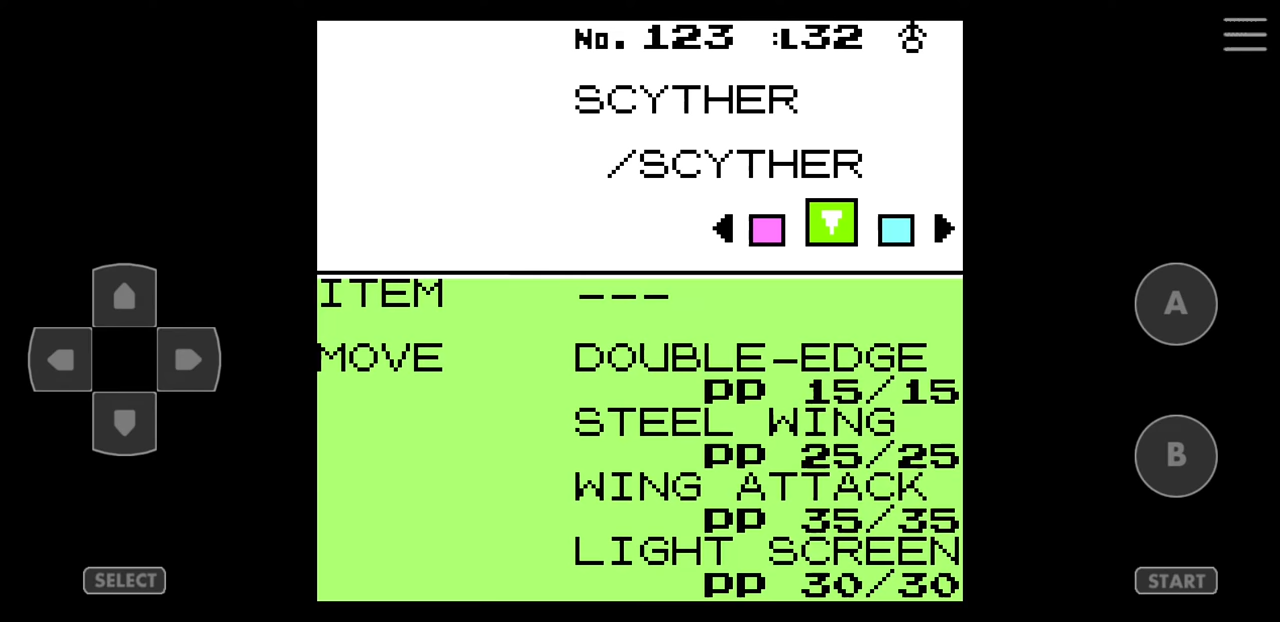 No. 123 :L32 ♂
SCYTHER
/SCYTHER
ITEM ---
MOVE DOUBLE-EDGE
PP 15/15
STEEL WING
PP 25/25
WING ATTACK
PP 35/35
LIGHT SCREEN
PP 30/30
A
B
SELECT
START